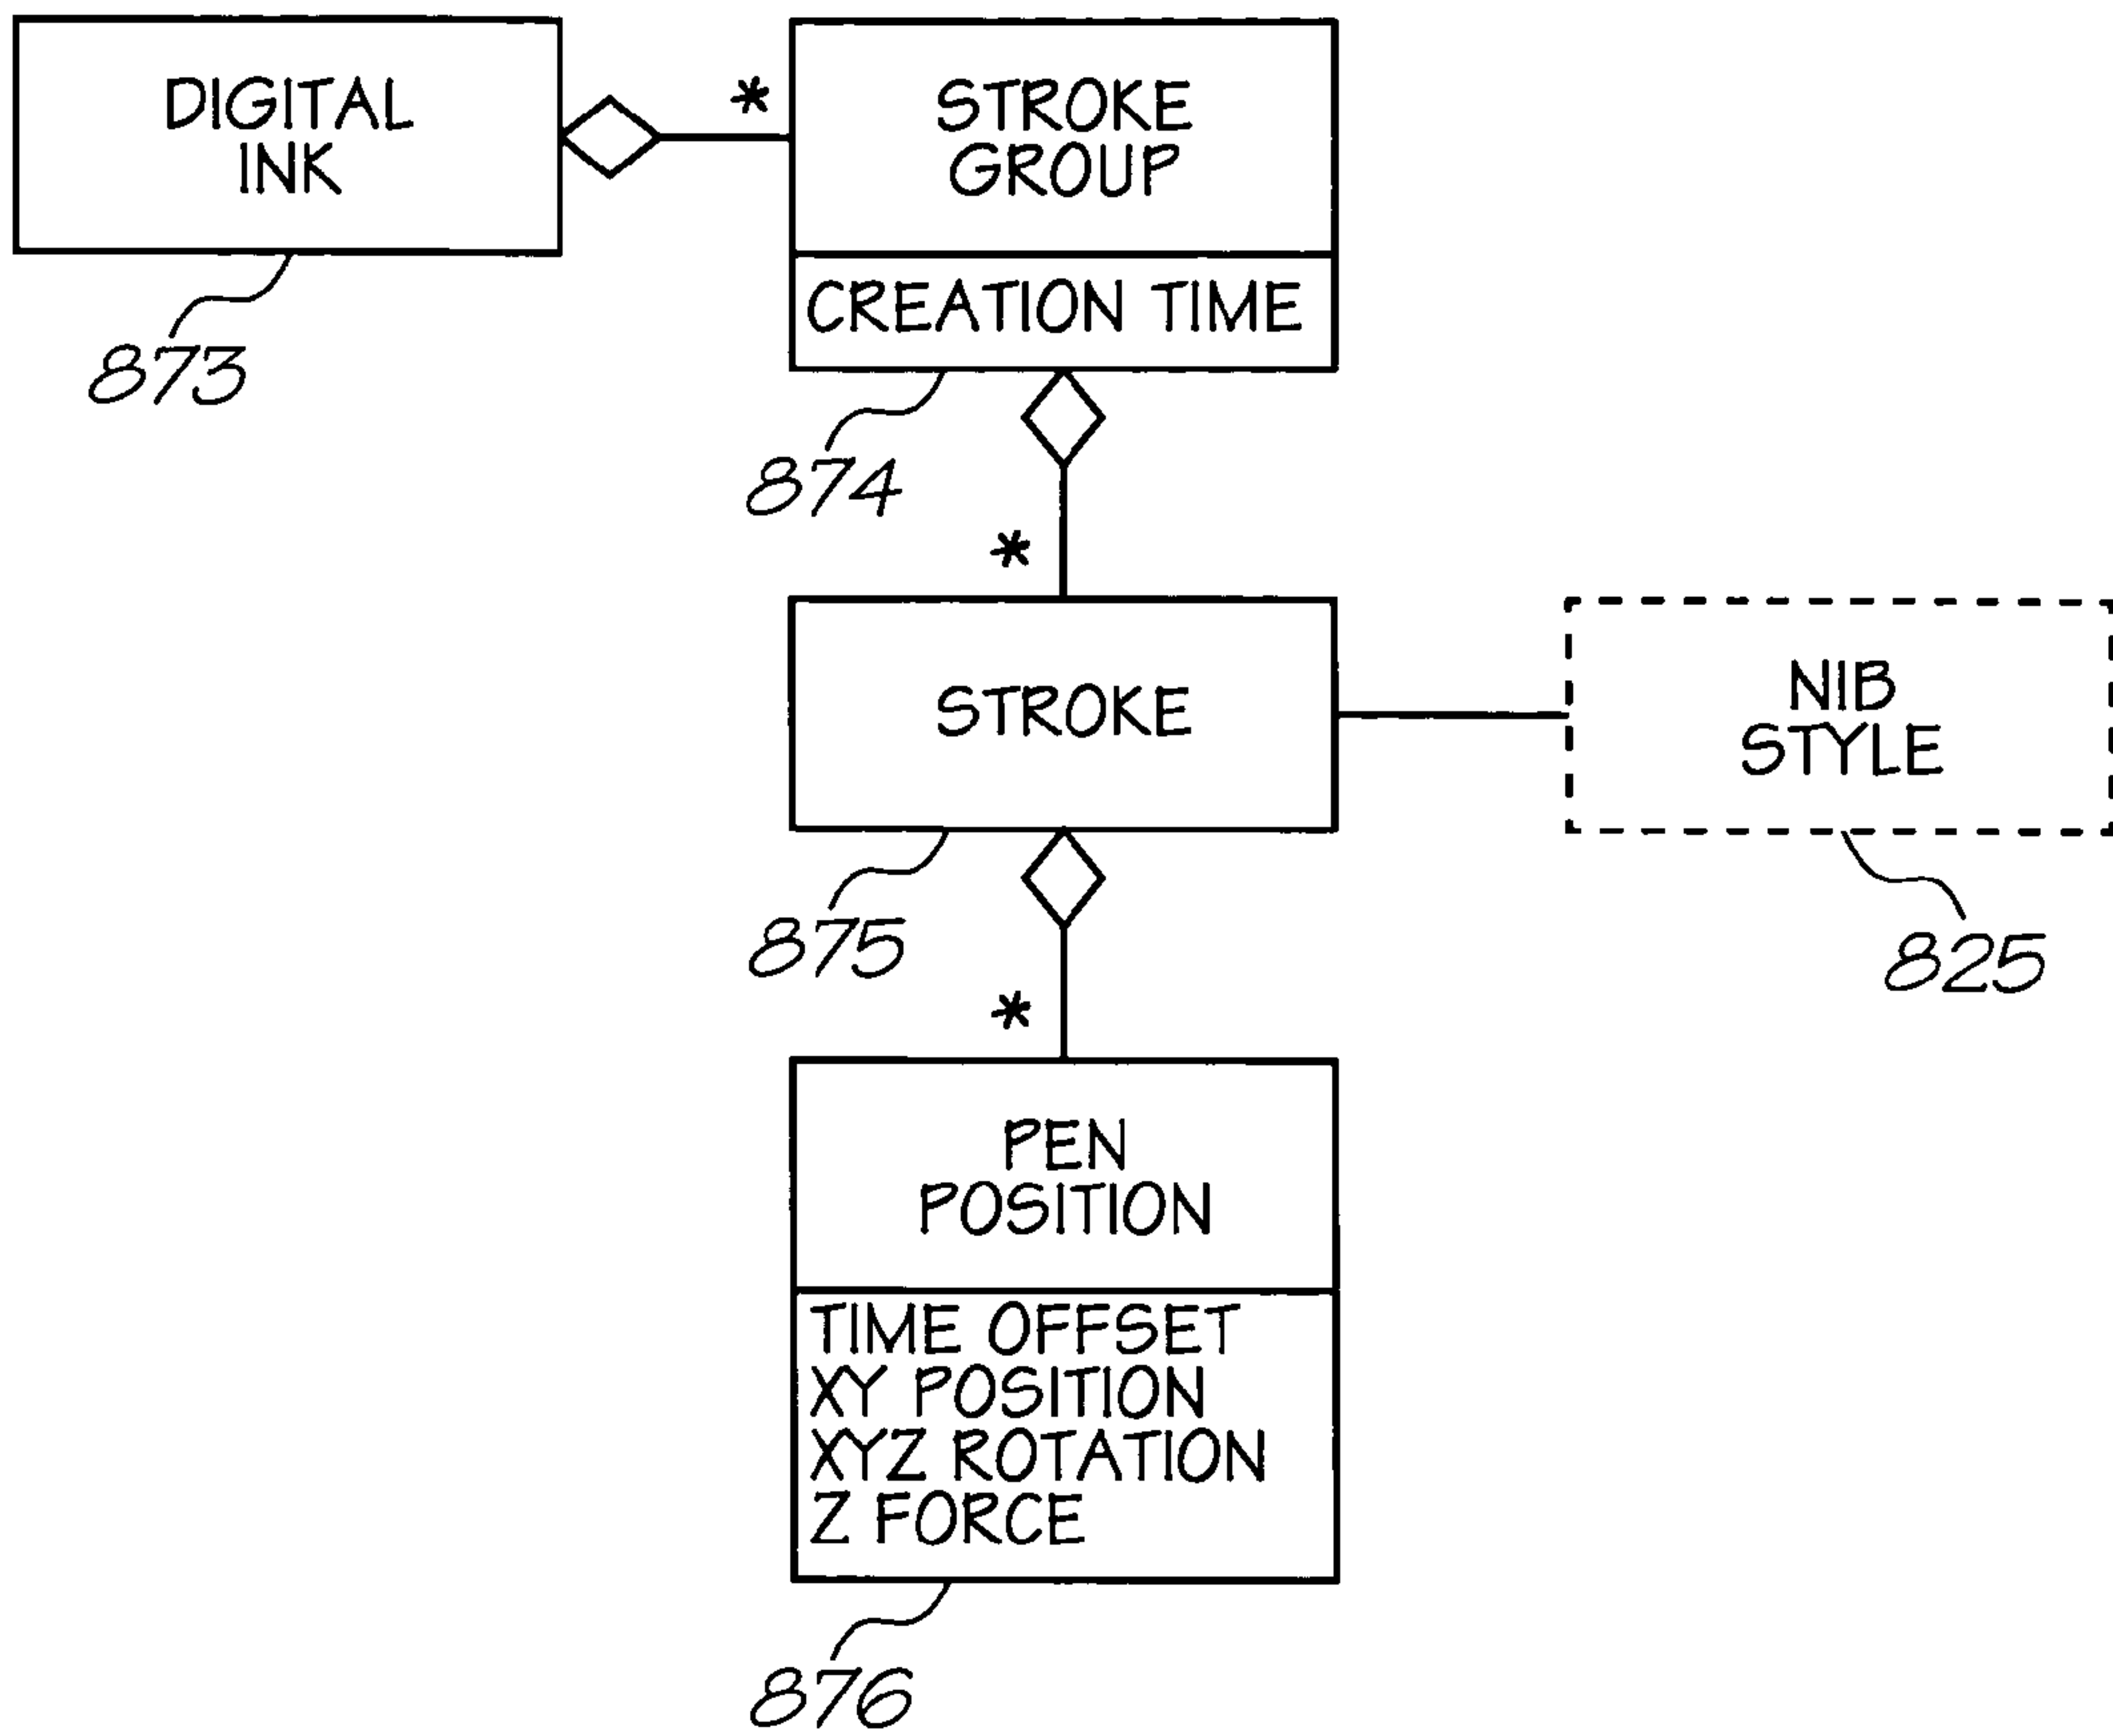 DIGITAL
INK
873
*
STROKE
GROUP
CREATION TIME
874
*
STROKE
875
NIB
STYLE
825
*
PEN
POSITION
TIME OFFSET
XY POSITION
XYZ ROTATION
Z FORCE
876